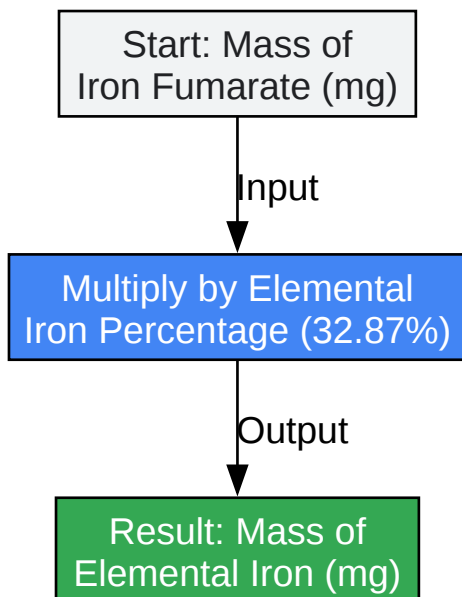 Start: Mass of
Iron Fumarate (mg)
Input
Multiply by Elemental
Iron Percentage (32.87%)
Output
Result: Mass of
Elemental Iron (mg)